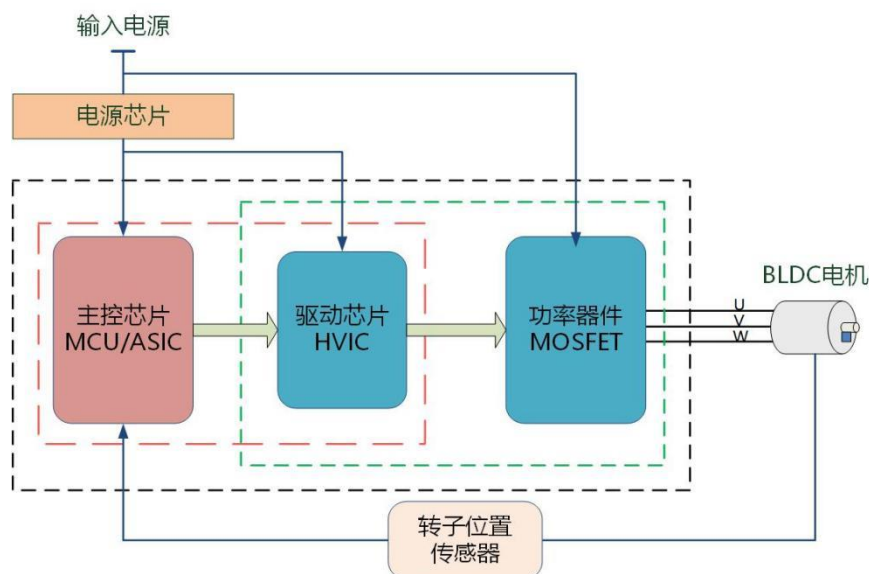 输入电源
电源芯片
主控芯片
MCU/ASIC
驱动芯片
HVIC
功率器件
MOSFET
U
V
W
BLDC电机
转子位置
传感器